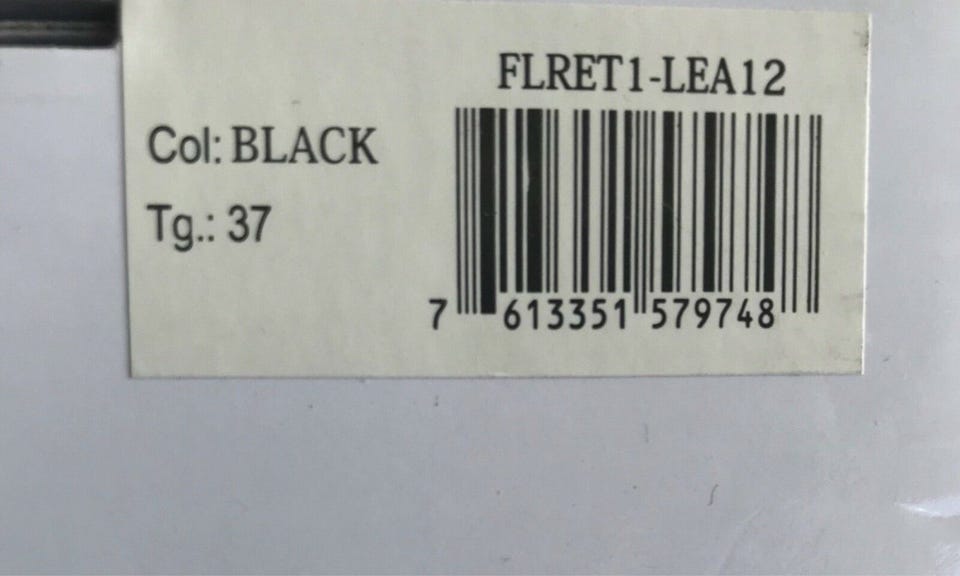 FLRET1-LEA12
Col: BLACK
Tg.: 37
7 613351 579748